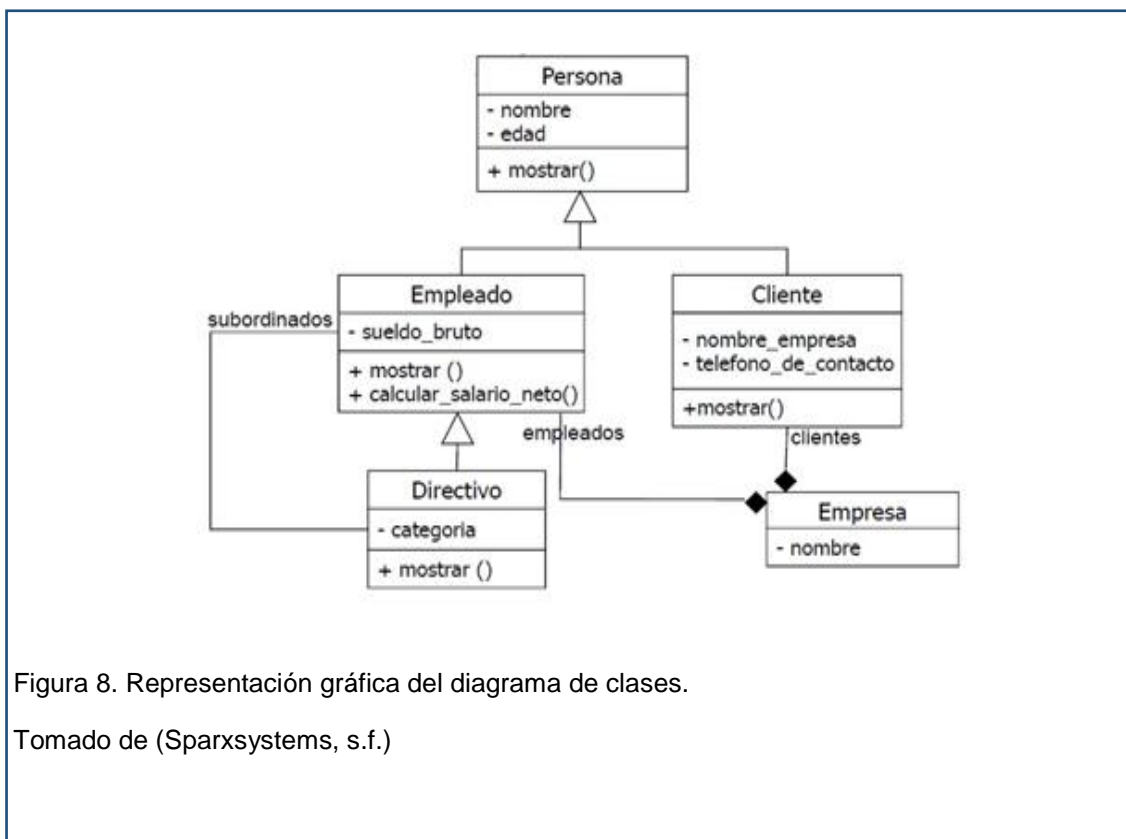 Persona
- nombre
- edad
+ mostrar()
Empleado
- sueldo_bruto
+ mostrar ()
+ calcular_salario_neto()
Cliente
- nombre_empresa
- telefono_de_contacto
+mostrar()
subordinados
empleados
clientes
Directivo
- categoria
+ mostrar ()
Empresa
- nombre
Figura 8. Representación gráfica del diagrama de clases.
Tomado de (Sparxsystems, s.f.)